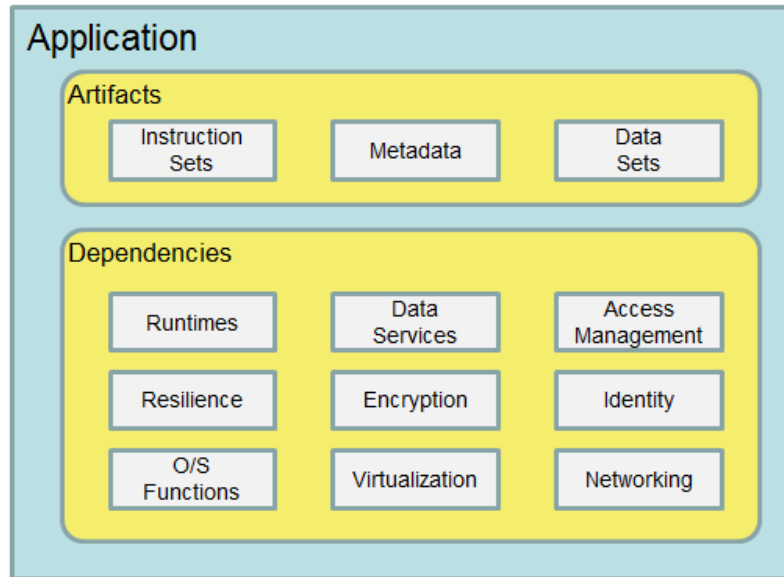 Application
Artifacts
Instruction
Sets
Metadata
Data
Sets
Dependencies
Runtimes
Data
Services
Access
Management
Resilience
Encryption
Identity
O/S
Functions
Virtualization
Networking